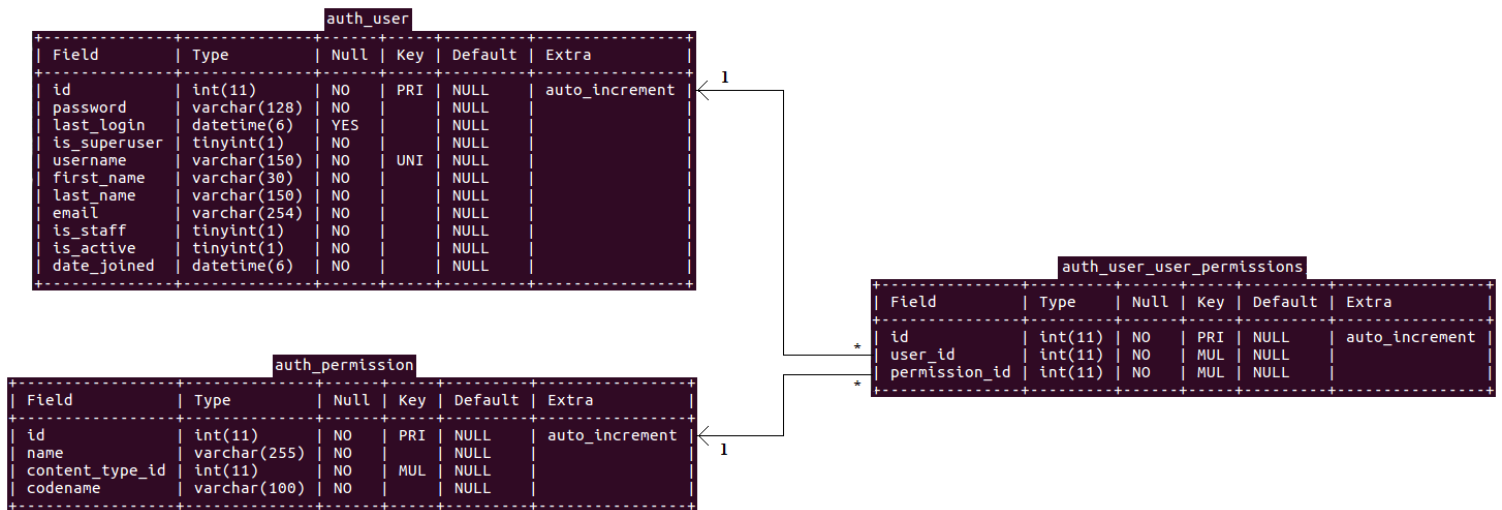 auth_user
| Field | Type | Null | Key | Default | Extra |
| id | int(11) | NO | PRI | NULL | auto_increment |
| password | varchar(128) | NO | | NULL | |
| last_login | datetime(6) | YES | | NULL | |
| is_superuser | tinyint(1) | NO | | NULL | |
| username | varchar(150) | NO | UNI | NULL | |
| first_name | varchar(30) | NO | | NULL | |
| last_name | varchar(150) | NO | | NULL | |
| email | varchar(254) | NO | | NULL | |
| is_staff | tinyint(1) | NO | | NULL | |
| is_active | tinyint(1) | NO | | NULL | |
| date_joined | datetime(6) | NO | | NULL | |
1
auth_permission
| Field | Type | Null | Key | Default | Extra |
| id | int(11) | NO | PRI | NULL | auto_increment |
| name | varchar(255) | NO | | NULL | |
| content_type_id | int(11) | NO | MUL | NULL | |
| codename | varchar(100) | NO | | NULL | |
1
auth_user_user_permissions
| Field | Type | Null | Key | Default | Extra |
| id | int(11) | NO | PRI | NULL | auto_increment |
| user_id | int(11) | NO | MUL | NULL | |
| permission_id | int(11) | NO | MUL | NULL | |
*
*